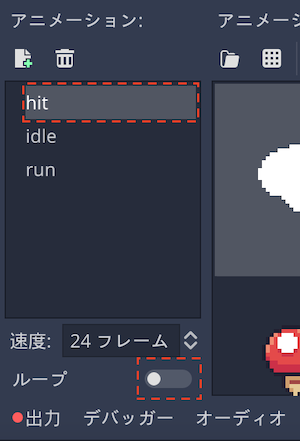 アニメーション:
アニメーシ
hit
idle
run
速度: 24 フレーム
ループ
出力 デバッガー オーディオ